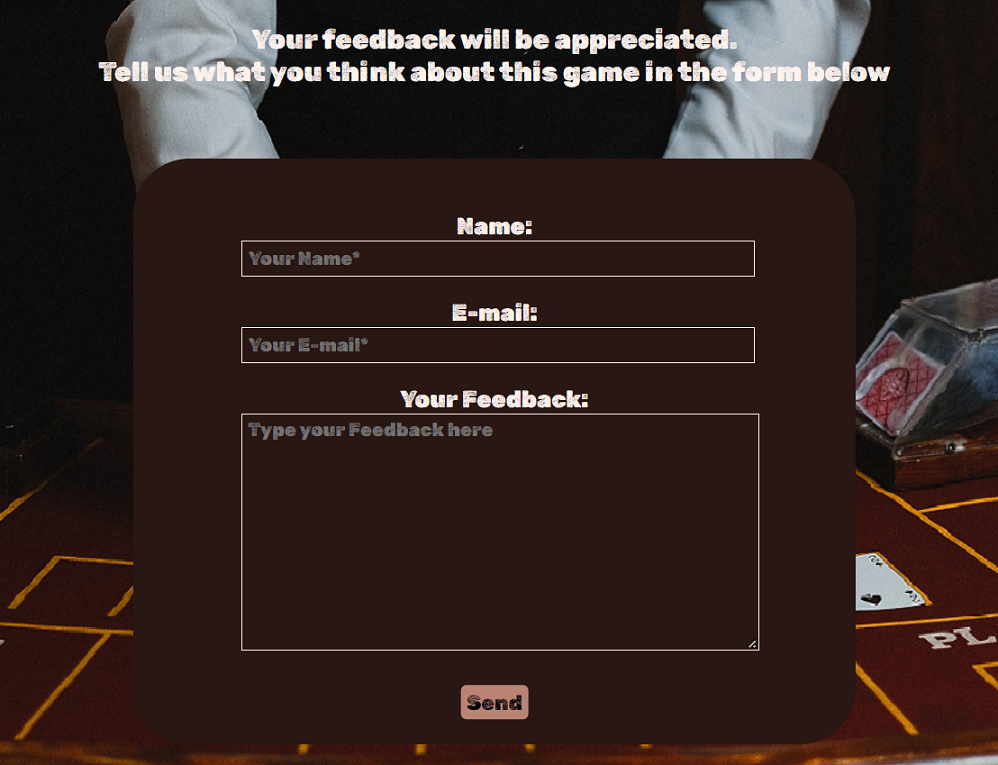 Your feedback will be appreciated.
Tell us what you think about this game in the form below
Name:
Your Name*
E-mail:
Your E-mail*
Your Feedback:
Type your Feedback here
Send
PL